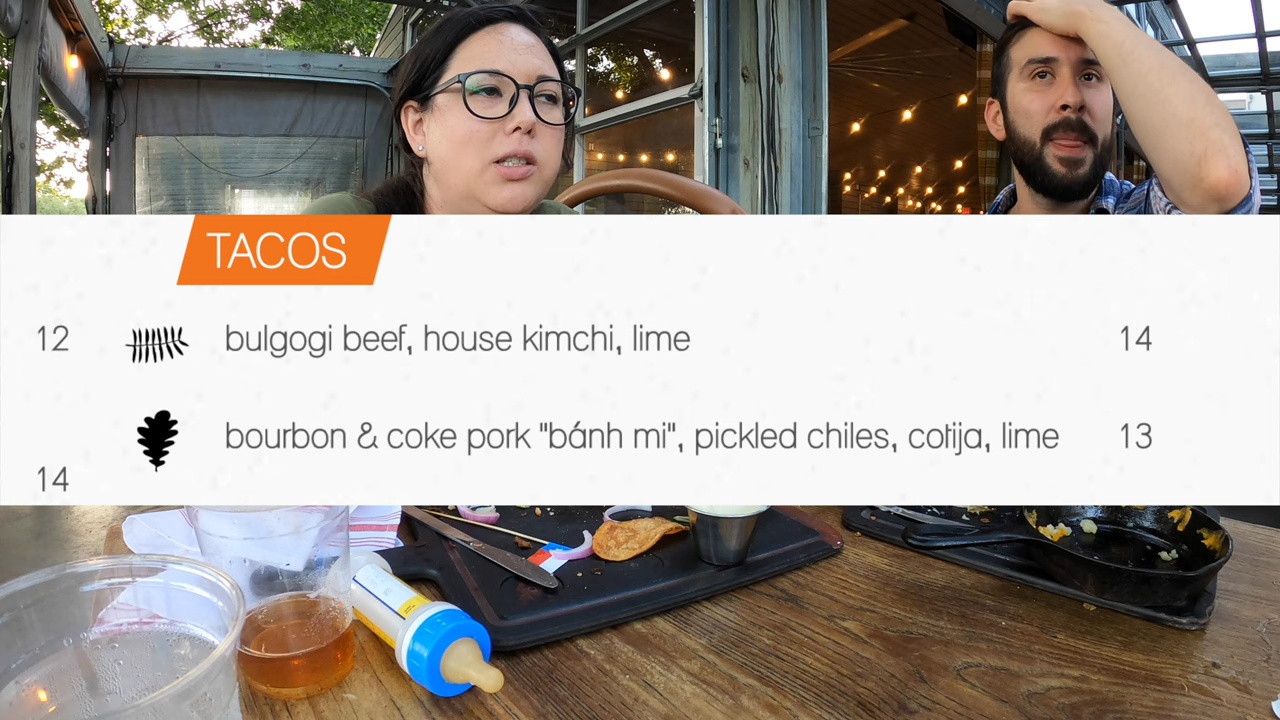 TACOS
12 bulgogi beef, house kimchi, lime 14
bourbon & coke pork "bánh mi", pickled chiles, cotija, lime 13
14